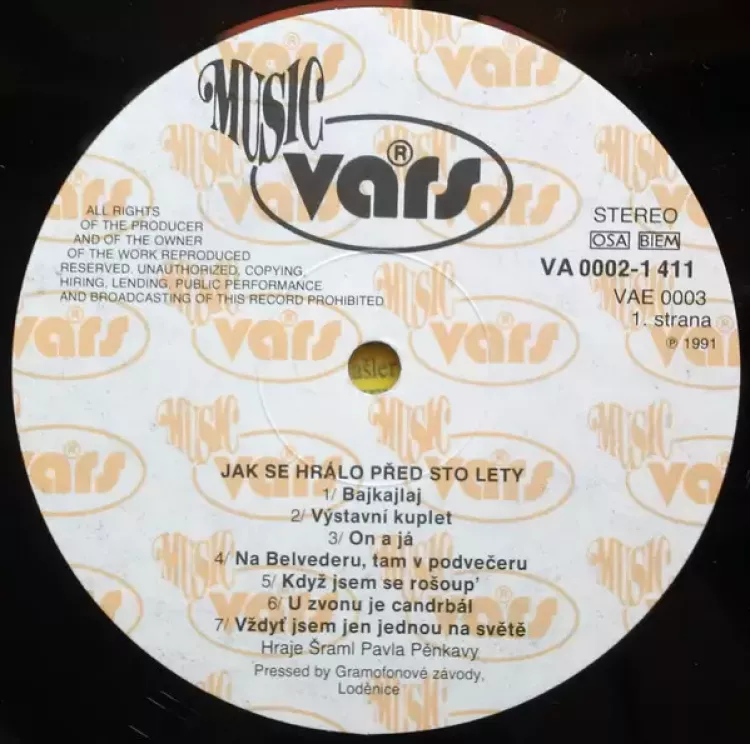 MUSIC
vars®
ALL RIGHTS
OF THE PRODUCER
AND OF THE OWNER
OF THE WORK REPRODUCED
RESERVED. UNAUTHORIZED, COPYING,
HIRING, LENDING, PUBLIC PERFORMANCE
AND BROADCASTING OF THIS RECORD PROHIBITED
STEREO
OSA BIEM
VA 0002-1 411
VAE 0003
1. strana
℗ 1991
JAK SE HRÁLO PŘED STO LETY
1/ Bajkajlaj
2/ Výstavní kuplet
3/ On a já
4/ Na Belvederu, tam v podvečeru
5/ Když jsem se rošoup'
6/ U zvonu je candrbál
7/ Vždyť jsem jen jednou na světě
Hraje Šraml Pavla Pěnkavy
Pressed by Gramofonové závody,
Loděnice